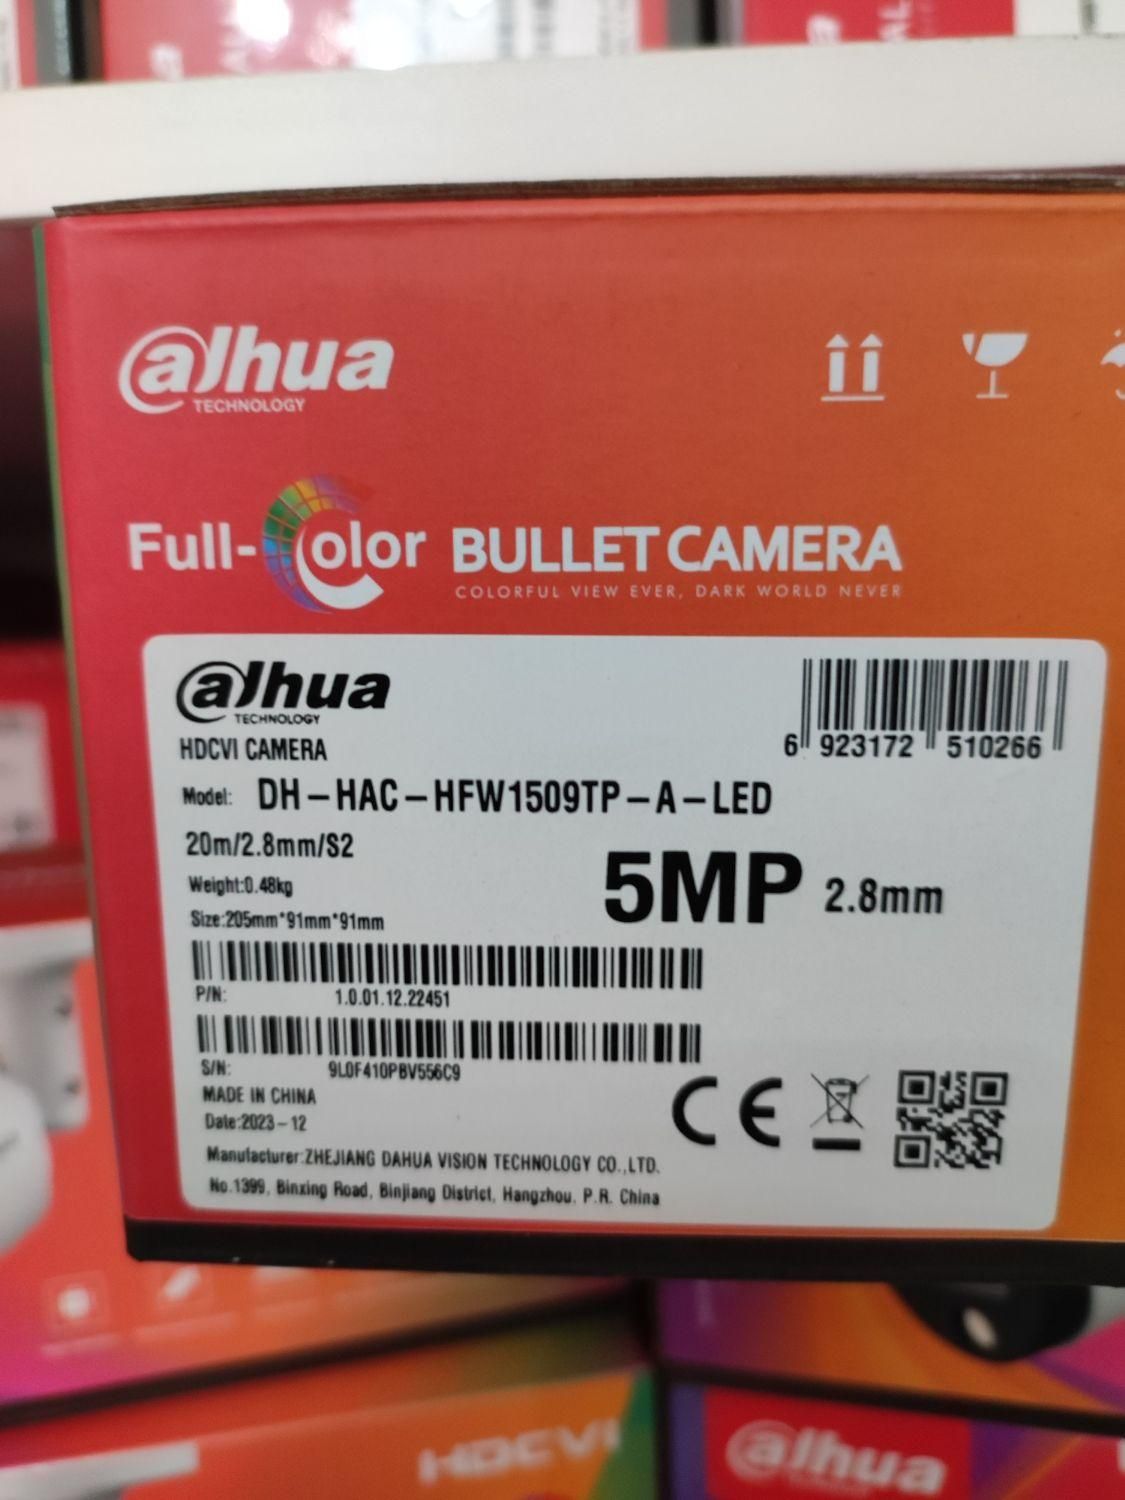 alhua
TECHNOLOGY
Full-Color BULLET CAMERA
COLORFUL VIEW EVER, DARK WORLD NEVER
alhua
TECHNOLOGY
HDCVI CAMERA
6 923172 510266
Model: DH-HAC-HFW1509TP-A-LED
20m/2.8mm/S2
5MP 2.8mm
Weight:0.48kg
Size:205mm*91mm*91mm
P/N: 1.0.01.12.22451
S/N: 9L0F410PBV556C9
MADE IN CHINA
Date:2023-12
CE
Manufacturer:ZHEJIANG DAHUA VISION TECHNOLOGY CO.,LTD.
No.1399, Binxing Road, Binjiang District, Hangzhou, P.R. China
HDCVI
alhua